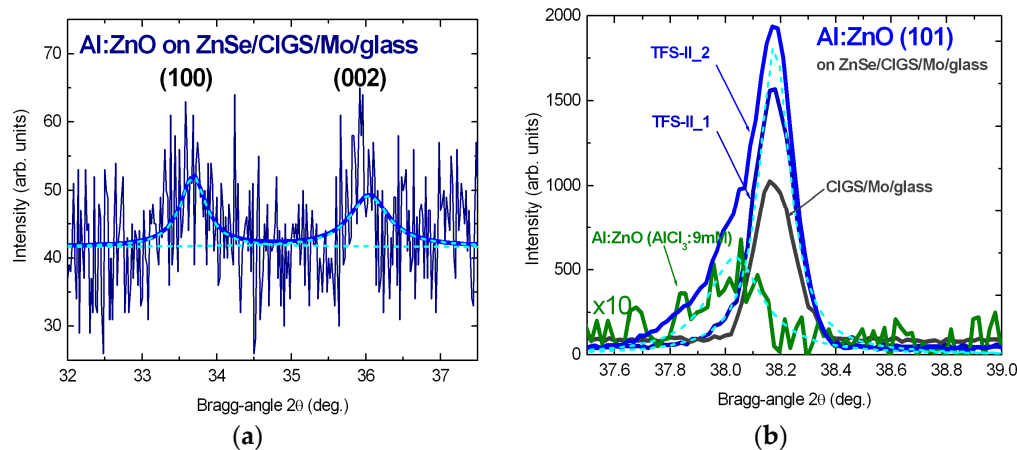 Al:ZnO on ZnSe/CIGS/Mo/glass
(100)
(002)
Intensity (arb. units)
75
60
45
30
32
33
34
35
36
37
Bragg-angle 2θ (deg.)
(a)
Al:ZnO (101)
on ZnSe/CIGS/Mo/glass
TFS-II_2
TFS-II_1
CIGS/Mo/glass
Al:ZnO (AlCl₃:9mM)
x10
Intensity (arb. units)
2000
1500
1000
500
0
37.6
37.8
38.0
38.2
38.4
38.6
38.8
39.0
Bragg-angle 2θ (deg.)
(b)